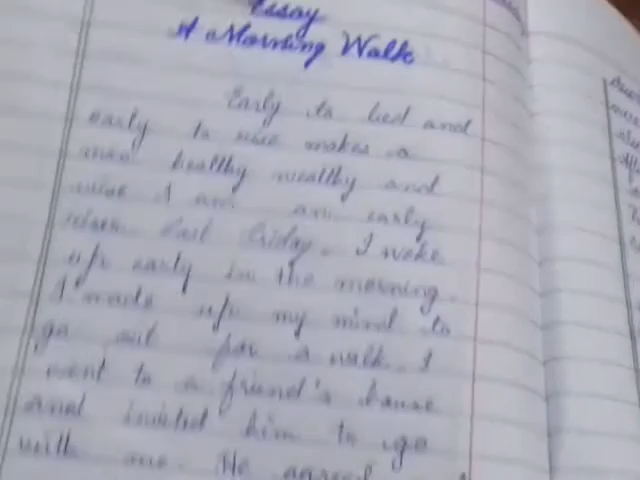 Essay
A Morning Walk
Early to bed and
early to rise makes a
man healthy wealthy and
wise I am an early
riser Last Friday. I woke
up early in the morning.
I made up my mind to
go out for a walk. I
went to a friend's house
and invited him to go
with me. He agreed